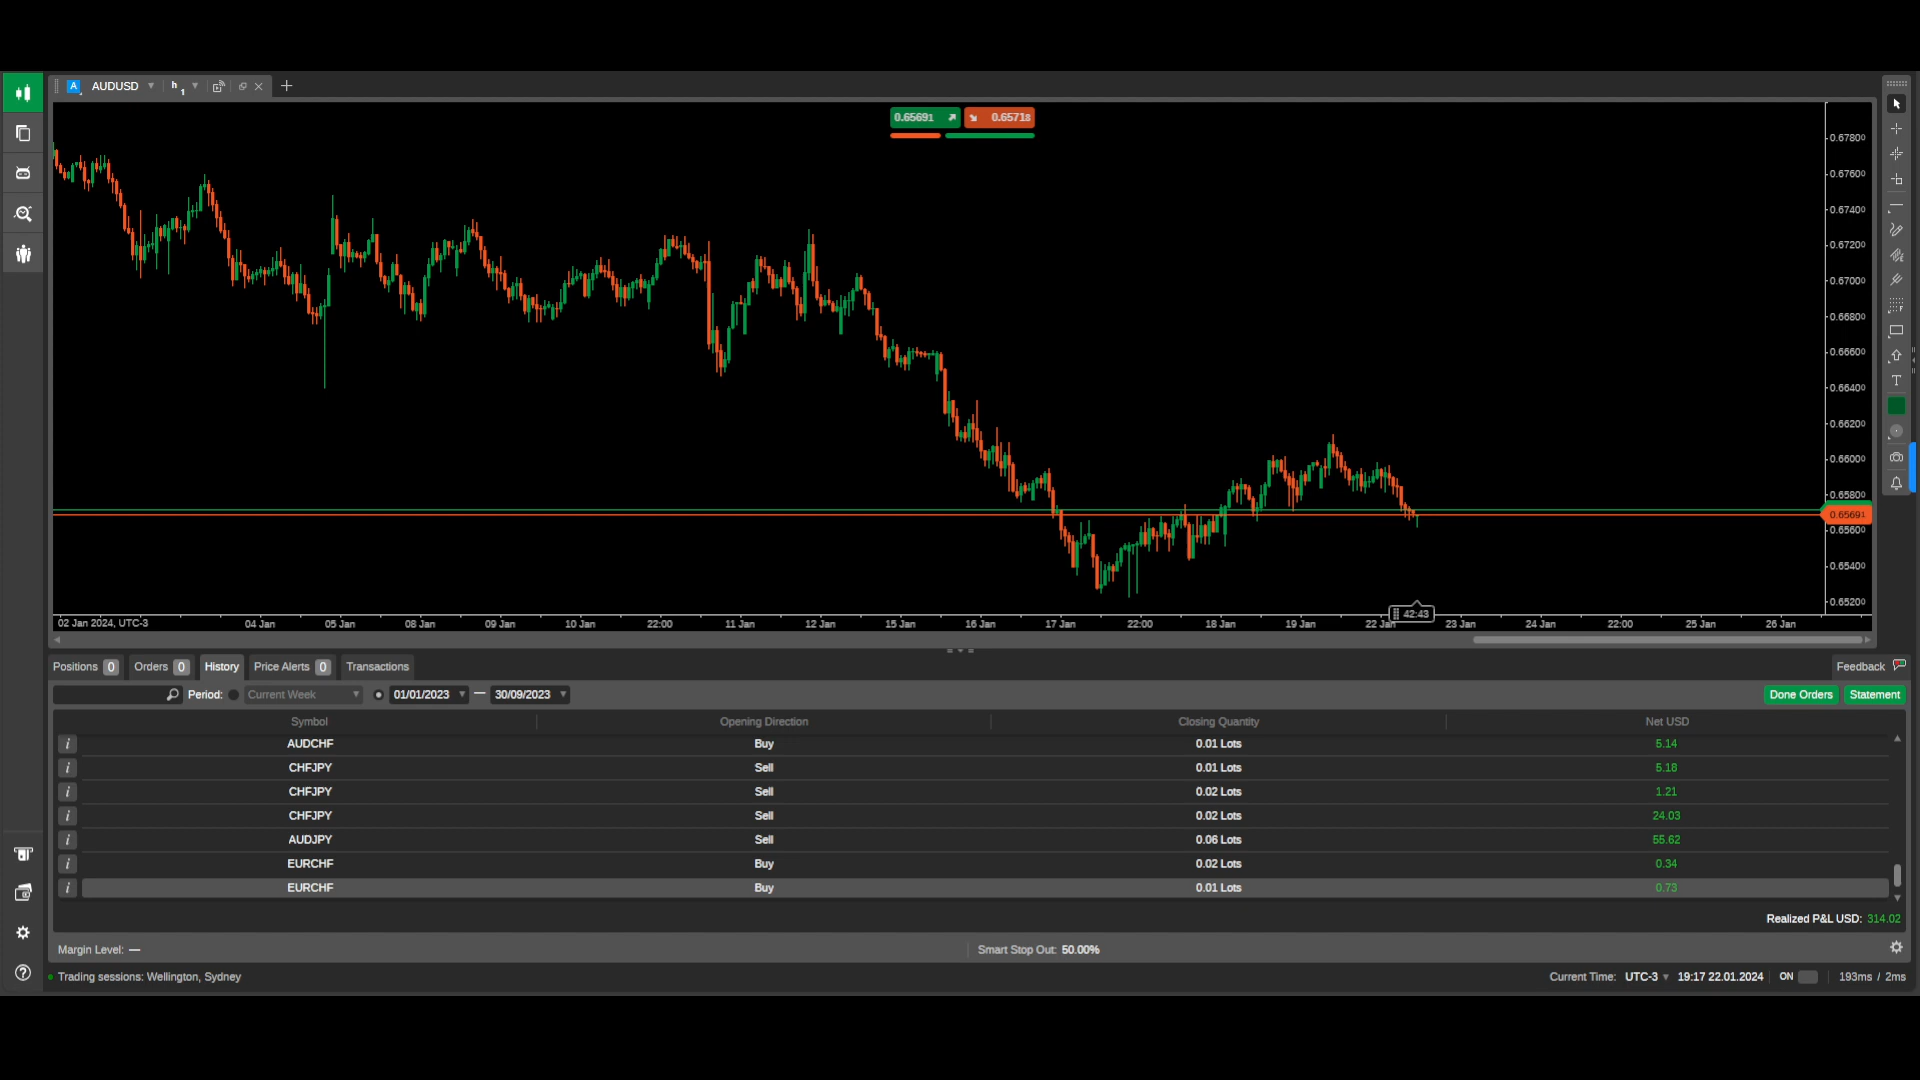 A AUDUSD h1
0.65691 0.65718
0.67800
0.67600
0.67400
0.67200
0.67000
0.66800
0.66600
0.66400
0.66200
0.66000
0.65800
0.65691
0.65600
0.65400
0.65200
42:43
02 Jan 2024, UTC-3 04 Jan 05 Jan 08 Jan 09 Jan 10 Jan 22:00 11 Jan 12 Jan 15 Jan 16 Jan 17 Jan 22:00 18 Jan 19 Jan 22 Jan 23 Jan 24 Jan 22:00 25 Jan 26 Jan
Positions 0 Orders 0 History Price Alerts 0 Transactions Feedback
Period: Current Week 01/01/2023 — 30/09/2023 Done Orders Statement
Symbol Opening Direction Closing Quantity Net USD
i AUDCHF Buy 0.01 Lots 5.14
i CHFJPY Sell 0.01 Lots 5.18
i CHFJPY Sell 0.02 Lots 1.21
i CHFJPY Sell 0.02 Lots 24.03
i AUDJPY Sell 0.06 Lots 55.62
i EURCHF Buy 0.02 Lots 0.34
i EURCHF Buy 0.01 Lots 0.73
Realized P&L USD: 314.02
Margin Level: — Smart Stop Out: 50.00%
Trading sessions: Wellington, Sydney Current Time: UTC-3 19:17 22.01.2024 ON 193ms / 2ms